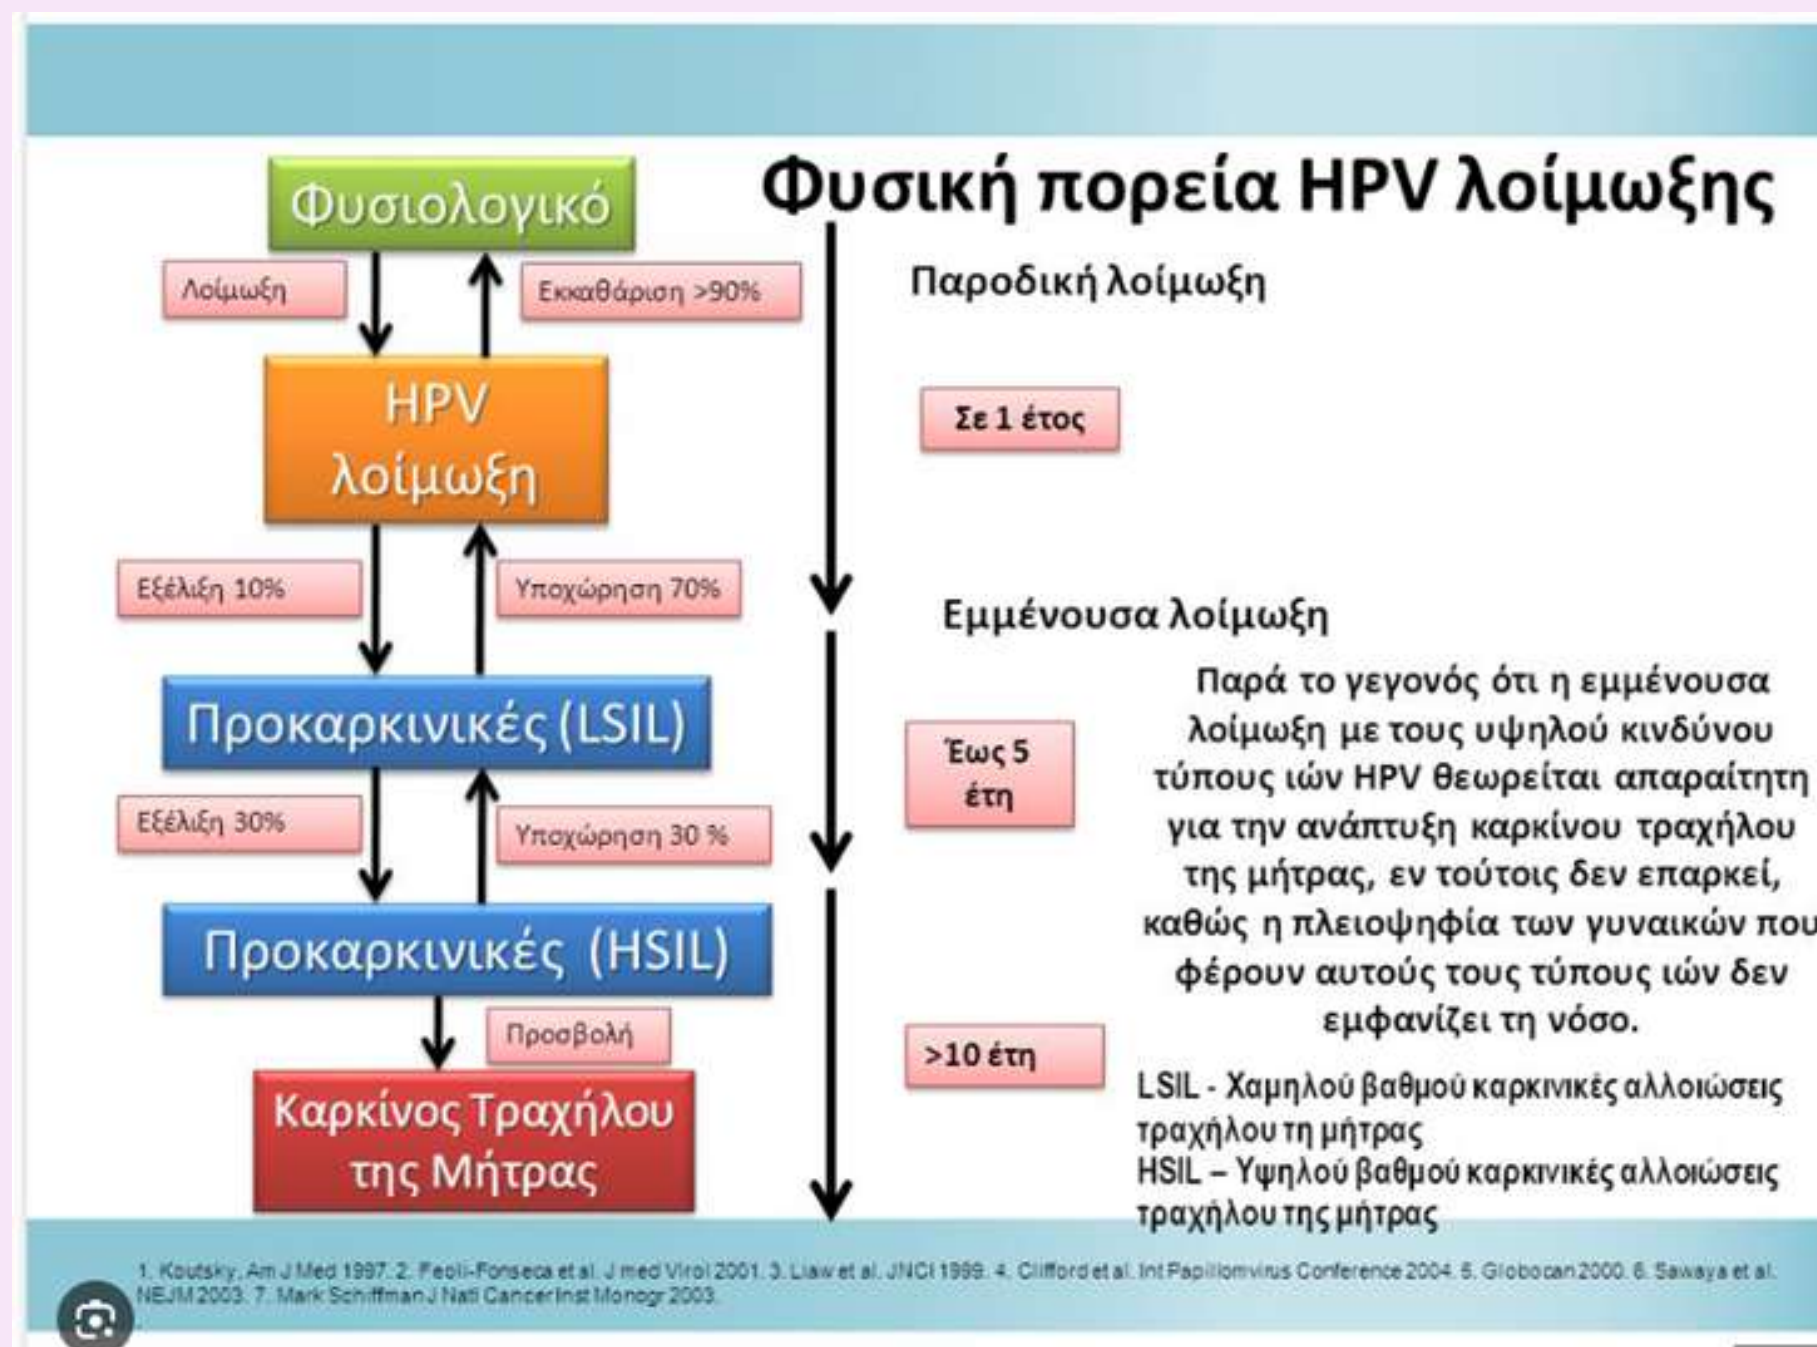 Φυσική πορεία HPV λοίμωξης
Φυσιολογικό
Λοίμωξη
Εκκαθάριση >90%
Παροδική λοίμωξη
HPV
λοίμωξη
Σε 1 έτος
Εξέλιξη 10%
Υποχώρηση 70%
Εμμένουσα λοίμωξη
Προκαρκινικές (LSIL)
Έως 5
έτη
Εξέλιξη 30%
Υποχώρηση 30 %
Παρά το γεγονός ότι η εμμένουσα
λοίμωξη με τους υψηλού κινδύνου
τύπους ιών HPV θεωρείται απαραίτητη
για την ανάπτυξη καρκίνου τραχήλου
της μήτρας, εν τούτοις δεν επαρκεί,
καθώς η πλειοψηφία των γυναικών που
φέρουν αυτούς τους τύπους ιών δεν
εμφανίζει τη νόσο.
Προκαρκινικές (HSIL)
Προσβολή
>10 έτη
Καρκίνος Τραχήλου
της Μήτρας
LSIL - Χαμηλού βαθμού καρκινικές αλλοιώσεις
τραχήλου τη μήτρας
HSIL – Υψηλού βαθμού καρκινικές αλλοιώσεις
τραχήλου της μήτρας
1. Koutsky, Am J Med 1997. 2. Feoli-Fonseca et al. J med Virol 2001. 3. Liaw et al. JNCI 1999. 4. Clifford et al. Int Papillomvirus Conference 2004. 5. Globocan 2000. 6. Sawaya et al.
NEJM 2003. 7. Mark Schiffman J Natl Cancer Inst Monogr 2003.